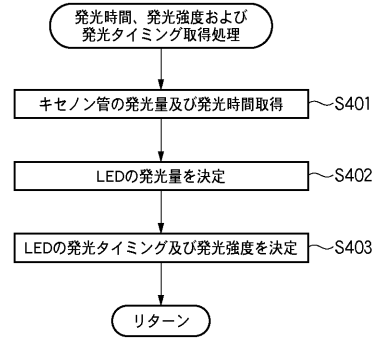 発光時間、発光強度および
発光タイミング取得処理
キセノン管の発光量及び発光時間取得
S401
LEDの発光量を決定
S402
LEDの発光タイミング及び発光強度を決定
S403
リターン